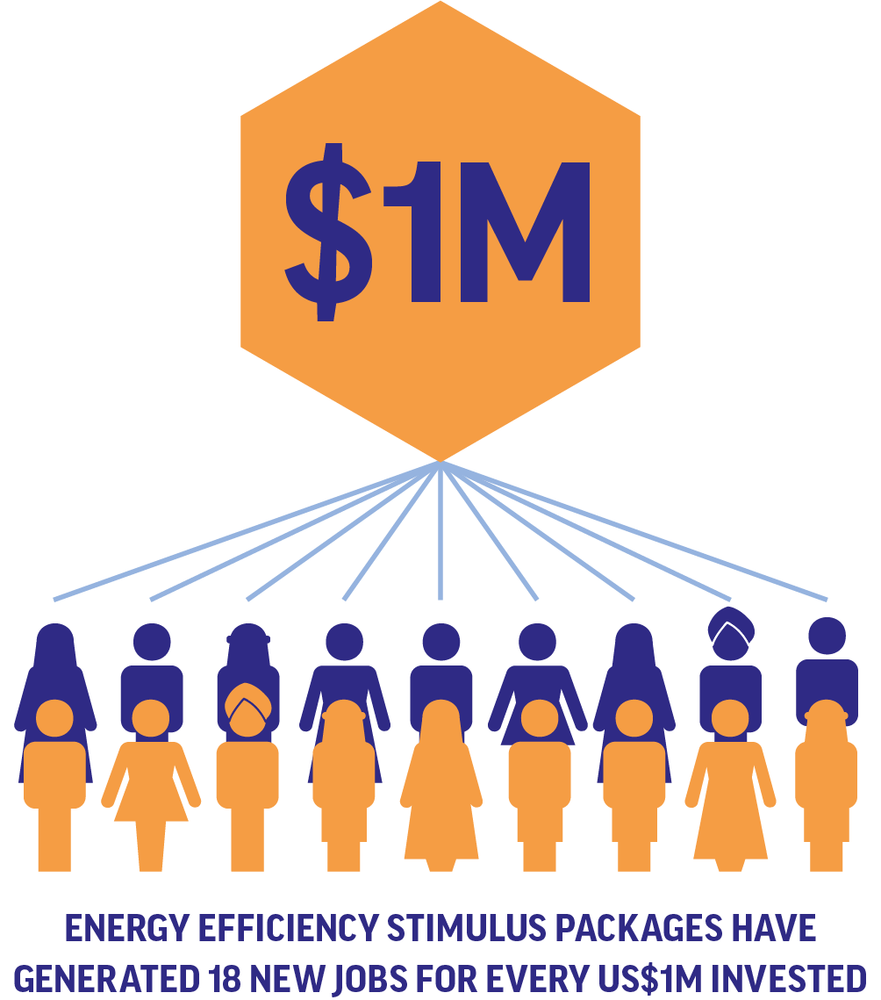 $1M
ENERGY EFFICIENCY STIMULUS PACKAGES HAVE
GENERATED 18 NEW JOBS FOR EVERY US$1M INVESTED